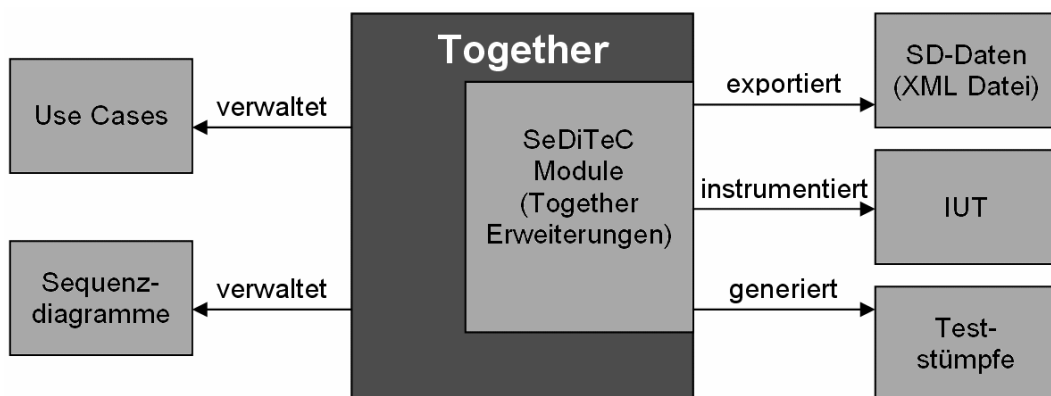 Together
Use Cases
verwaltet
Sequenz-
diagramme
verwaltet
SeDiTeC
Module
(Together
Erweiterungen)
exportiert
SD-Daten
(XML Datei)
instrumentiert
IUT
generiert
Test-
stümpfe